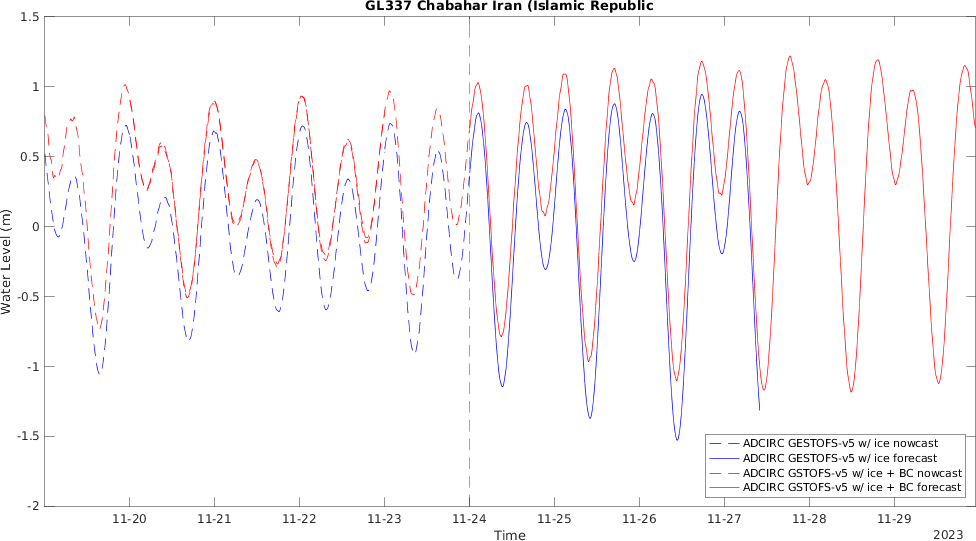 GL337 Chabahar Iran (Islamic Republic
1.5
1
0.5
0
-0.5
-1
-1.5
-2
Water Level (m)
11-20 11-21 11-22 11-23 11-24 11-25 11-26 11-27 11-28 11-29
Time
2023
ADCIRC GESTOFS-v5 w/ ice nowcast
ADCIRC GESTOFS-v5 w/ ice forecast
ADCIRC GSTOFS-v5 w/ ice + BC nowcast
ADCIRC GSTOFS-v5 w/ ice + BC forecast